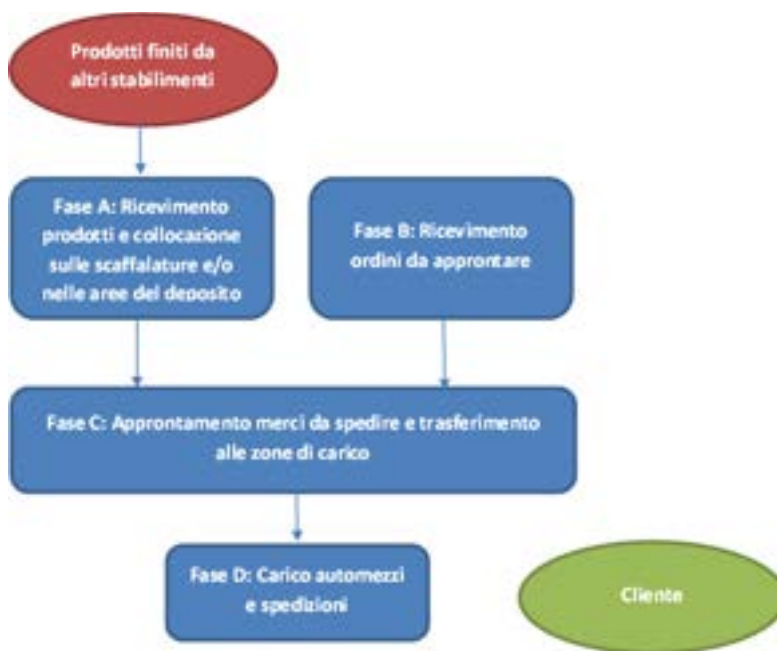 Prodotti finiti da
altri stabilimenti
Fase A: Ricevimento
prodotti e collocazione
sulle scaffalature e/o
nelle aree del deposito
Fase B: Ricevimento
ordini da approntare
Fase C: Approntamento merci da spedire e trasferimento
alle zone di carico
Fase D: Carico automezzi
e spedizioni
Cliente